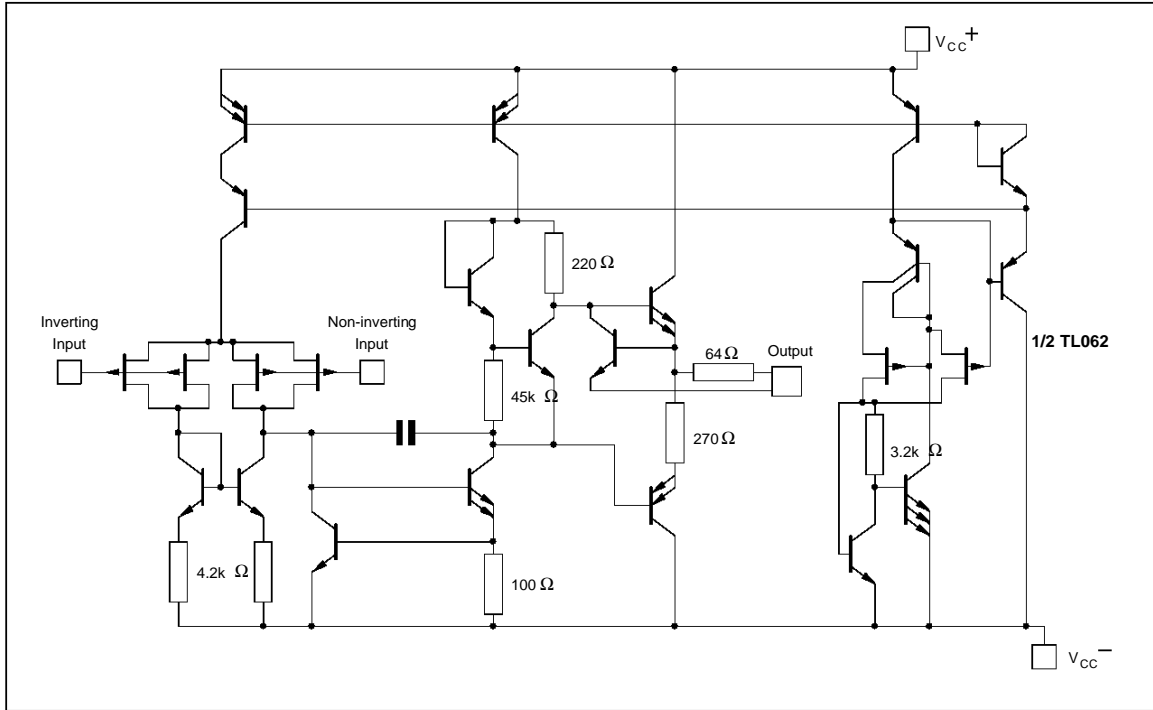 VCC+
220 Ω
Inverting
Input
Non-inverting
Input
1/2 TL062
64 Ω
Output
45k Ω
270 Ω
3.2k Ω
4.2k Ω
100 Ω
VCC−